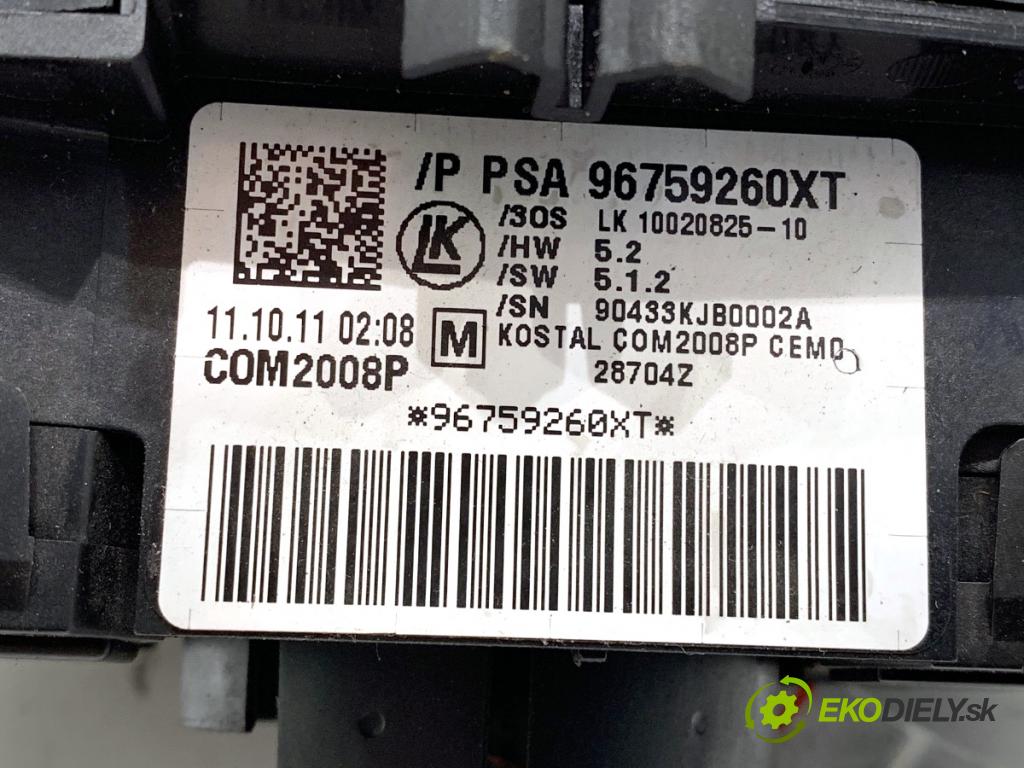 /P PSA 96759260XT
LK
/3OS LK 10020825-10
/HW 5.2
/SW 5.1.2
/SN 90433KJB0002A
11.10.11 02:08 M KOSTAL COM2008P CEM0
COM2008P 28704Z
*96759260XT*
EKODIELY.sk